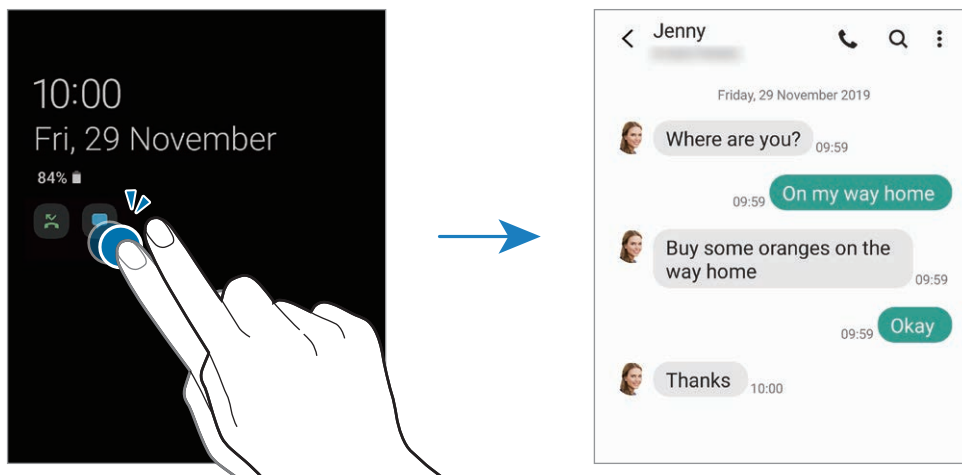 10:00
Fri, 29 November
84%
Jenny
Friday, 29 November 2019
Where are you?
09:59
09:59
On my way home
Buy some oranges on the
way home
09:59
09:59
Okay
Thanks
10:00